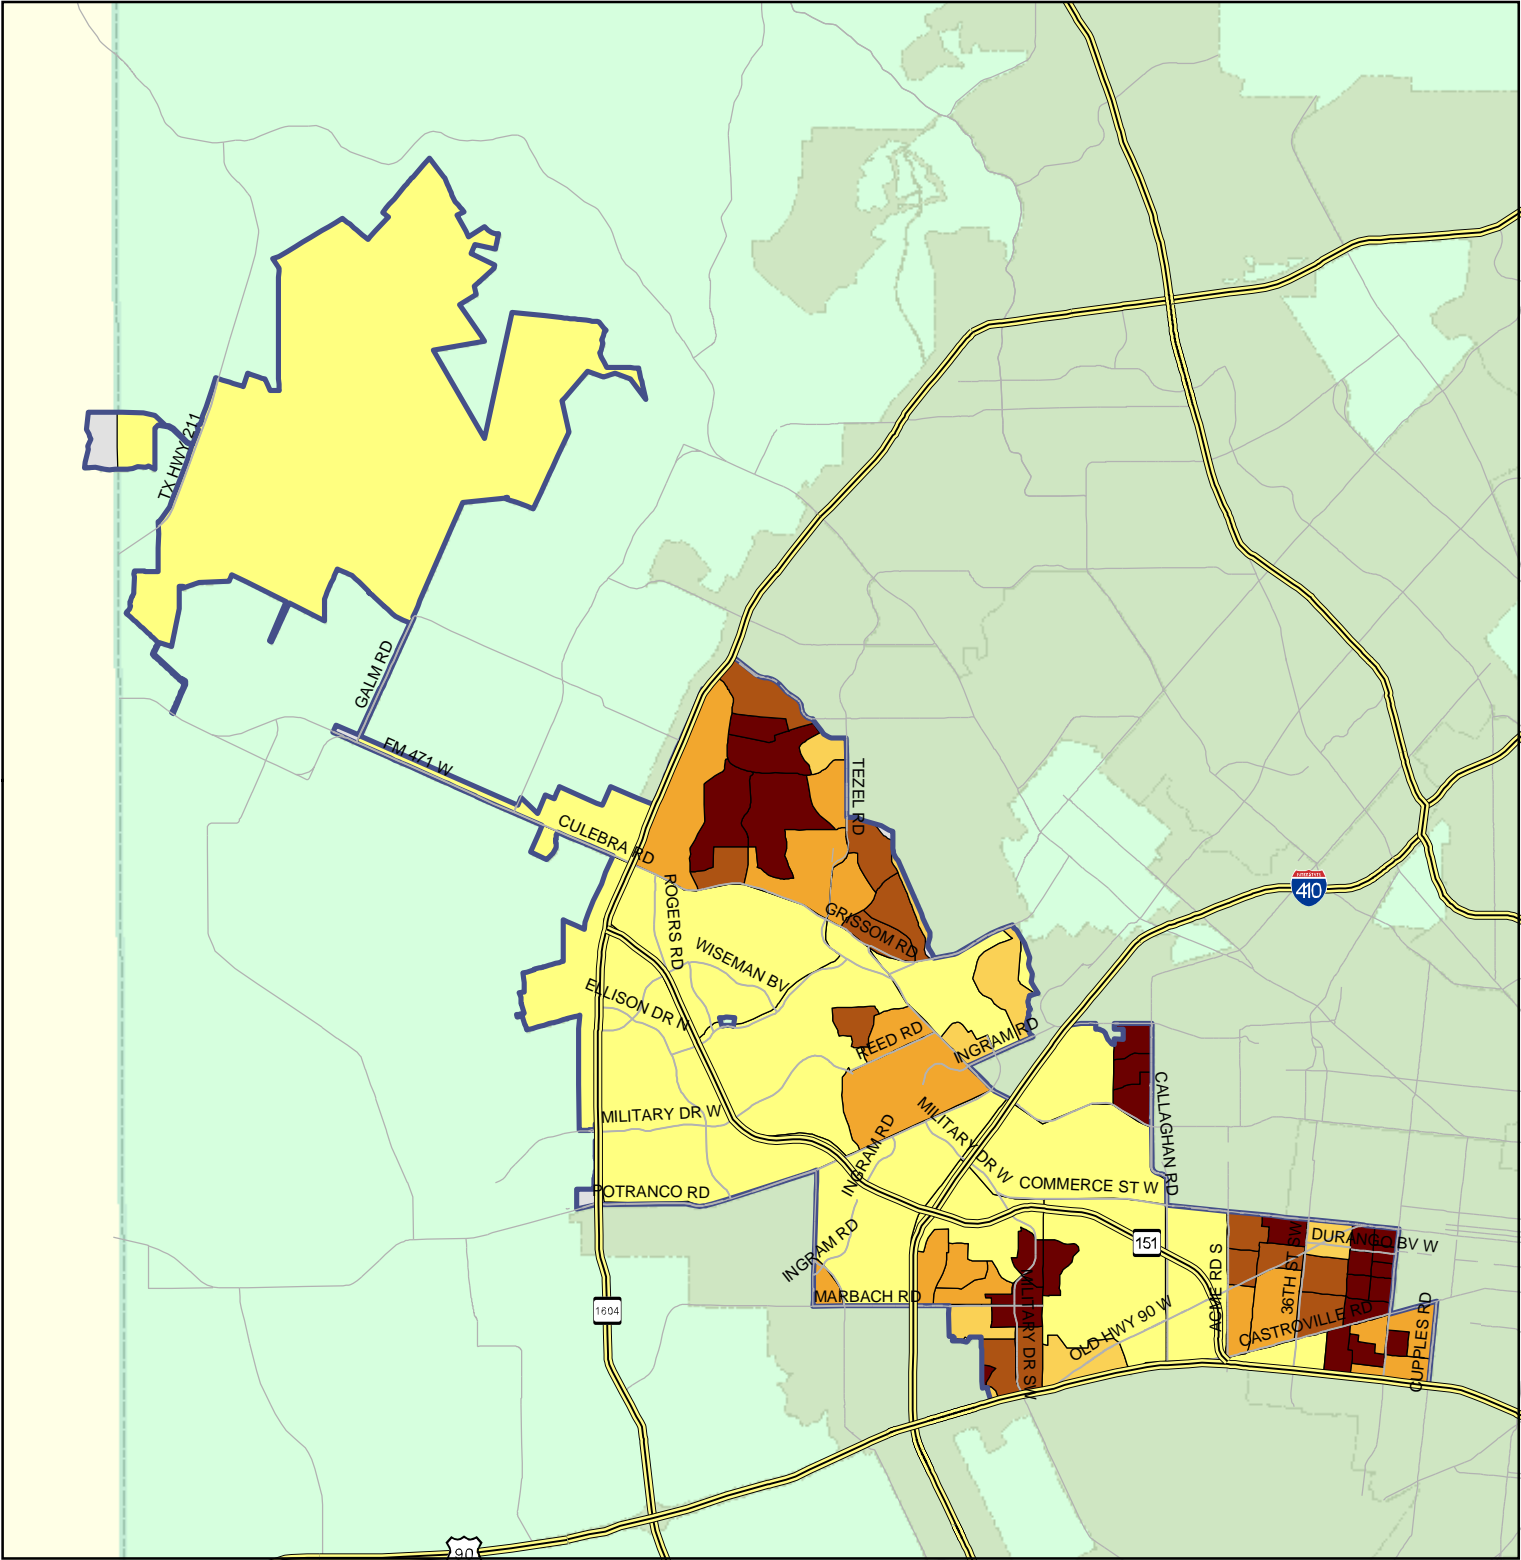 TX HWY 211
GALM RD
FM 471 W
CULEBRA RD
TEZEL RD
ROGERS RD
GRISSOM RD
WISEMAN BV
ELLISON DR N
REED RD
INGRAM RD
INTERSTATE
410
MILITARY DR W
MILITARY DR W
INGRAM RD
CALLAGHAN RD
POTRANCO RD
COMMERCE ST W
INGRAM RD
151
DURANGO BV W
ACME RD S
36TH ST SW
MARBACH RD
1604
MILITARY DR SW
OLD HWY 90 W
CASTROVILLE RD
CUPPLES RD
90